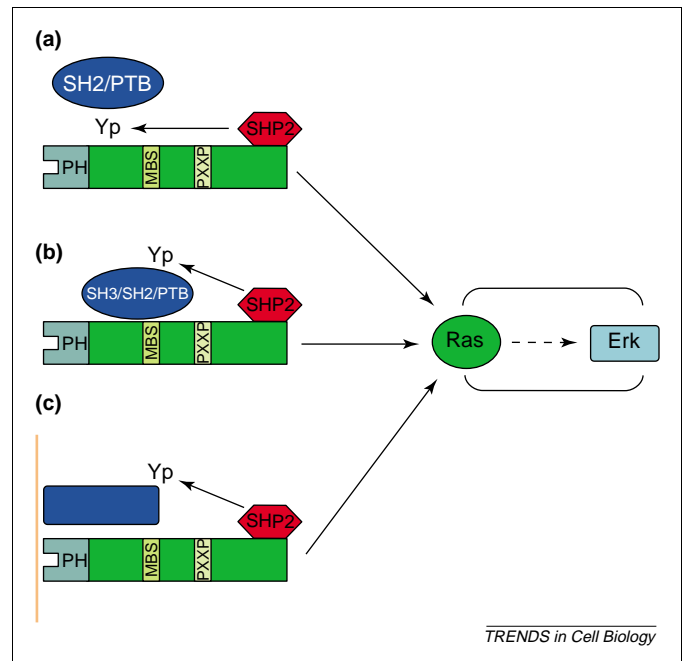 (a)
SH2/PTB
Yp
SHP2
PH
MBS
PXXP
(b)
Yp
SH3/SH2/PTB
SHP2
PH
MBS
PXXP
Ras
Erk
(c)
Yp
SHP2
PH
MBS
PXXP
TRENDS in Cell Biology